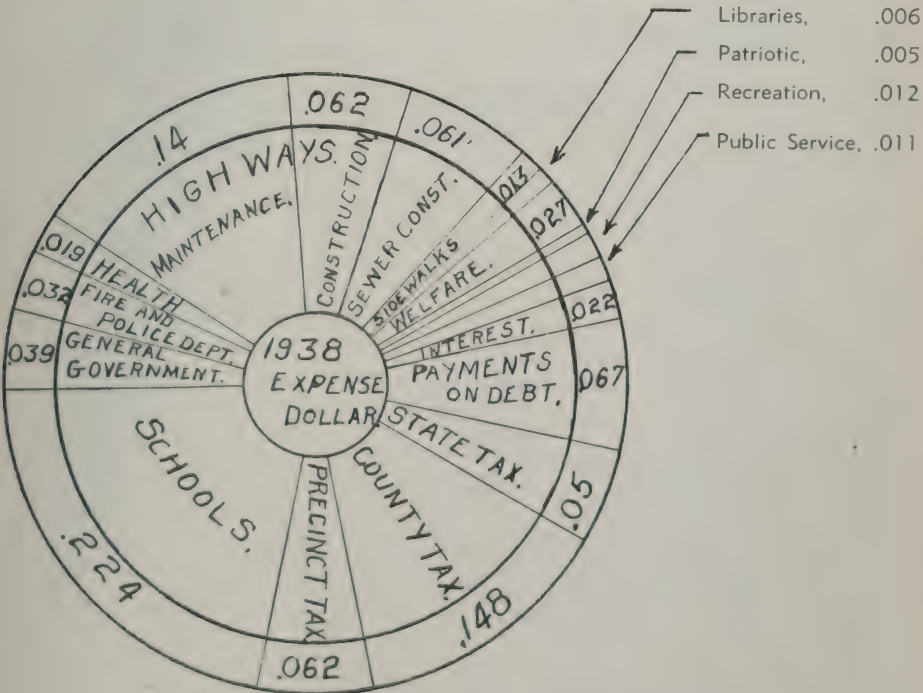 Libraries, .006
Patriotic, .005
Recreation, .012
Public Service, .011
.062
CONSTRUCTION
.061
SEWER CONST.
.013
SIDEWALKS
.027
WELFARE.
.022
INTEREST.
.067
PAYMENTS
ON DEBT.
.05
STATE TAX.
.148
COUNTY TAX.
.062
PRECINCT TAX
.224
SCHOOLS.
.039
GENERAL
GOVERNMENT.
.032
FIRE AND
POLICE DEPT.
.019
HEALTH
.14
HIGHWAYS.
MAINTENANCE.
1938
EXPENSE
DOLLAR